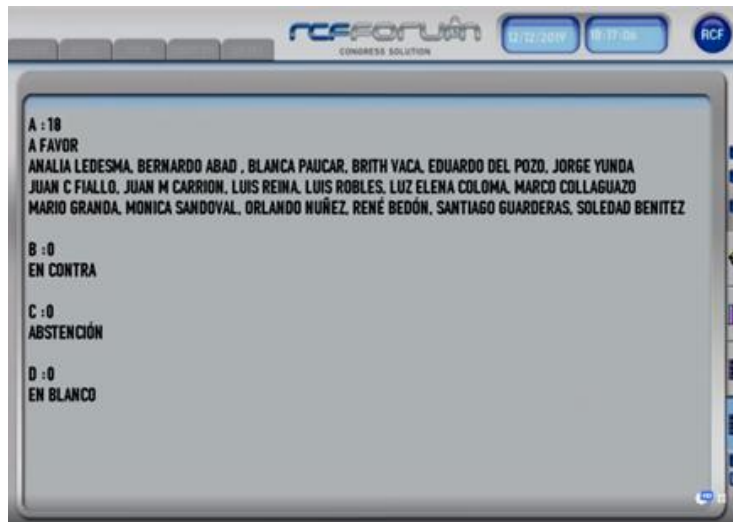 RCF FORUM
CONGRESS SOLUTION
12/12/2019
RCF
A : 18
A FAVOR
ANALIA LEDESMA, BERNARDO ABAD , BLANCA PAUCAR, BRITH VACA, EDUARDO DEL POZO, JORGE YUNDA
JUAN C FIALLO, JUAN M CARRION, LUIS REINA, LUIS ROBLES, LUZ ELENA COLOMA, MARCO COLLAGUAZO
MARIO GRANDA, MONICA SANDOVAL, ORLANDO NUÑEZ, RENÉ BEDÓN, SANTIAGO GUARDERAS, SOLEDAD BENITEZ
B :0
EN CONTRA
C :0
ABSTENCIÓN
D :0
EN BLANCO